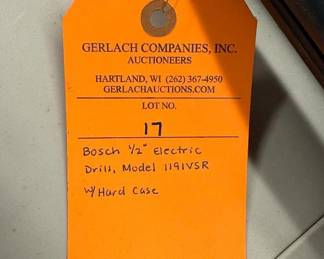 GERLACH COMPANIES, INC.
AUCTIONEERS
HARTLAND, WI (262) 367-4950
GERLACHAUCTIONS.COM
LOT NO.
17
Bosch 1/2" Electric
Drill, Model 1191VSR
W/Hard Case